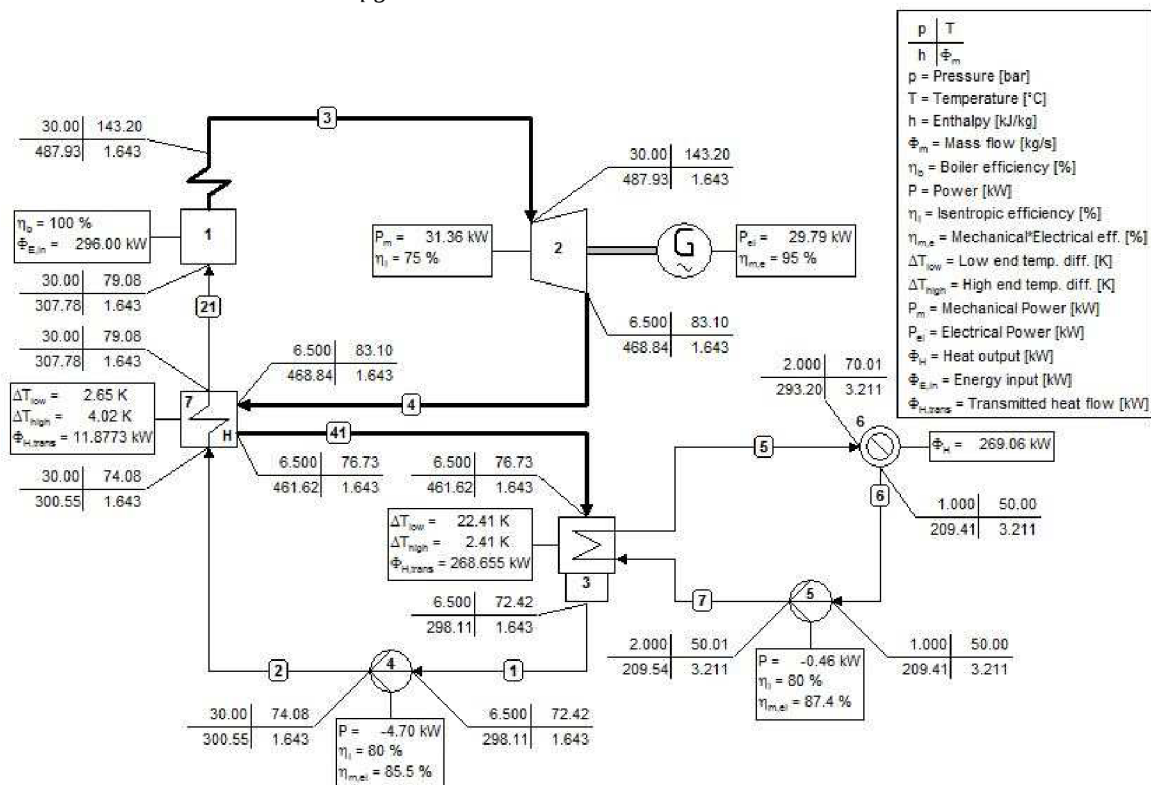 pg
p | T
h | Φm
p = Pressure [bar]
T = Temperature [°C]
h = Enthalpy [kJ/kg]
Φm = Mass flow [kg/s]
ηb = Boiler efficiency [%]
P = Power [kW]
ηi = Isentropic efficiency [%]
ηm,e = Mechanical*Electrical eff. [%]
ΔTlow = Low end temp. diff. [K]
ΔThigh = High end temp. diff. [K]
Pm = Mechanical Power [kW]
Pel = Electrical Power [kW]
ΦH = Heat output [kW]
ΦE,in = Energy input [kW]
ΦH,trans = Transmitted heat flow [kW]
3
30.00 | 143.20
487.93 | 1.643
30.00 | 143.20
487.93 | 1.643
ηb = 100 %
ΦE,in = 296.00 kW
1
Pm = 31.36 kW
ηi = 75 %
2
G
~
Pel = 29.79 kW
ηm,e = 95 %
30.00 | 79.08
307.78 | 1.643
21
30.00 | 79.08
307.78 | 1.643
6.500 | 83.10
468.84 | 1.643
6.500 | 83.10
468.84 | 1.643
2.000 | 70.01
293.20 | 3.211
ΔTlow = 2.65 K
ΔThigh = 4.02 K
ΦH,trans = 11.8773 kW
7
H
4
41
6
ΦH = 269.06 kW
5
6
30.00 | 74.08
300.55 | 1.643
6.500 | 76.73
461.62 | 1.643
6.500 | 76.73
461.62 | 1.643
1.000 | 50.00
209.41 | 3.211
ΔTlow = 22.41 K
ΔThigh = 2.41 K
ΦH,trans = 268.655 kW
3
6.500 | 72.42
298.11 | 1.643
7
5
2.000 | 50.01
209.54 | 3.211
1.000 | 50.00
209.41 | 3.211
P = -0.46 kW
ηi = 80 %
ηm,el = 87.4 %
2
4
1
30.00 | 74.08
300.55 | 1.643
6.500 | 72.42
298.11 | 1.643
P = -4.70 kW
ηi = 80 %
ηm,el = 85.5 %